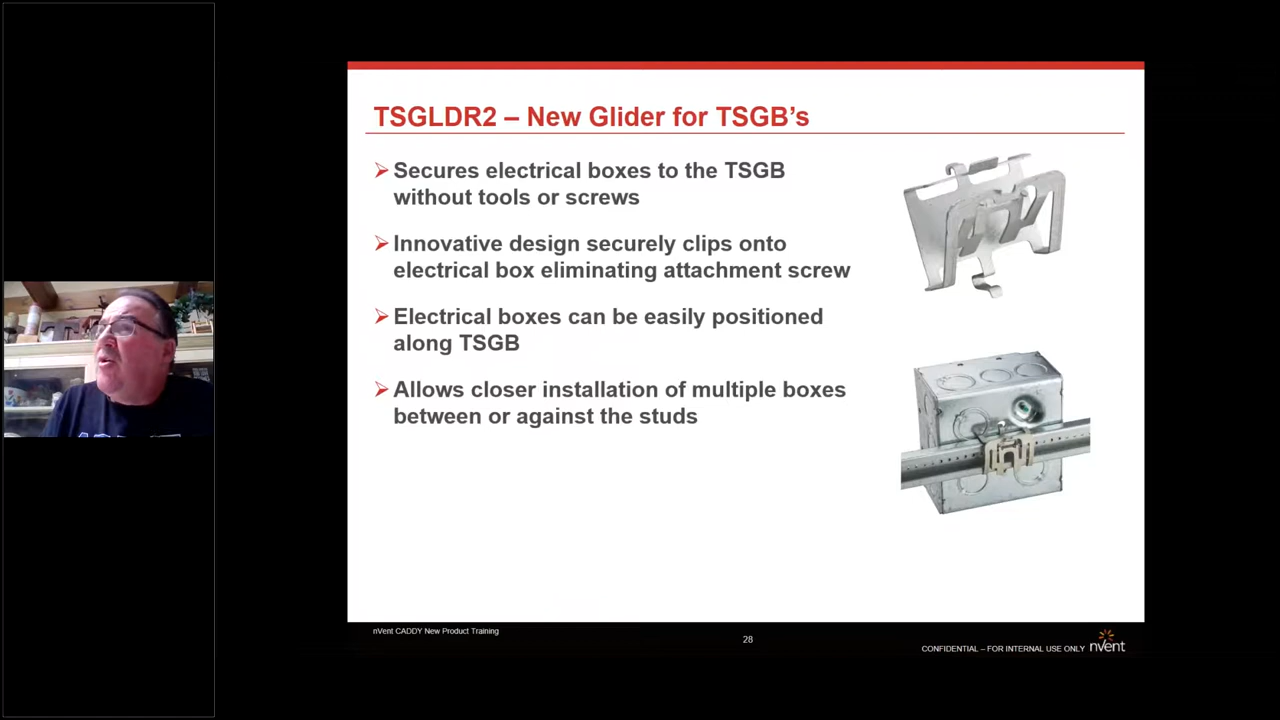 TSGLDR2 – New Glider for TSGB's
➢ Secures electrical boxes to the TSGB
without tools or screws
➢ Innovative design securely clips onto
electrical box eliminating attachment screw
➢ Electrical boxes can be easily positioned
along TSGB
➢ Allows closer installation of multiple boxes
between or against the studs
nVent CADDY New Product Training
28
CONFIDENTIAL – FOR INTERNAL USE ONLY
nVent